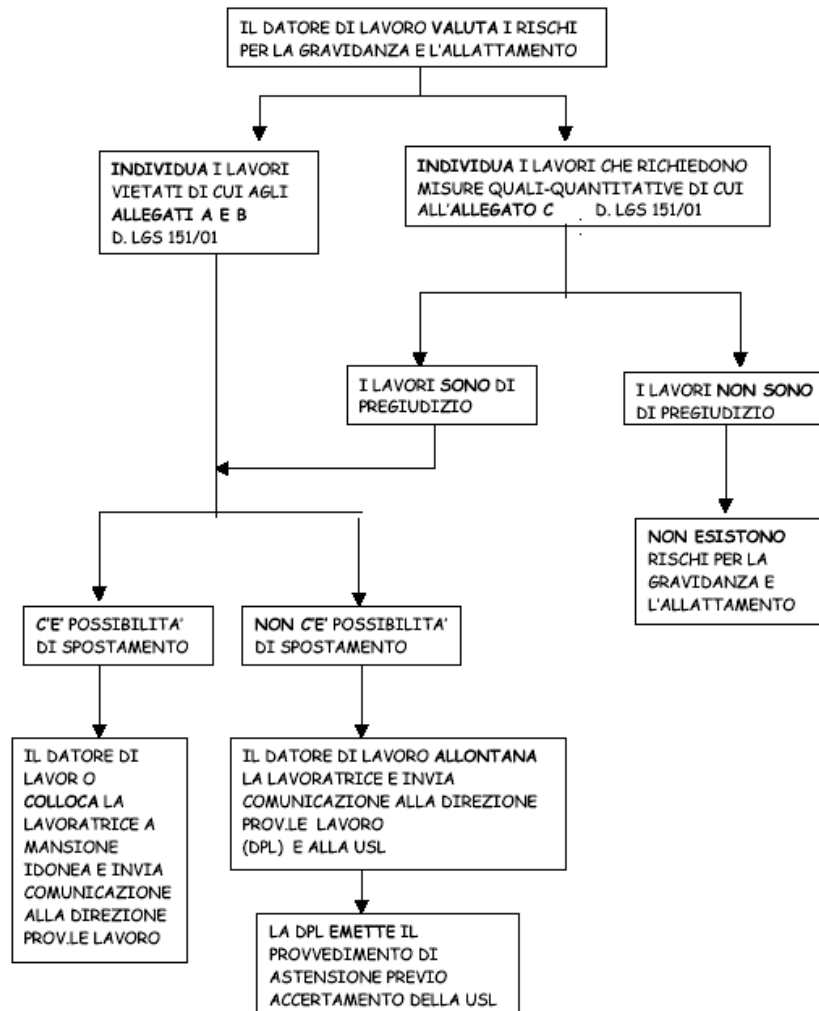 IL DATORE DI LAVORO VALUTA I RISCHI
PER LA GRAVIDANZA E L'ALLATTAMENTO
INDIVIDUA I LAVORI
VIETATI DI CUI AGLI
ALLEGATI A E B
D. LGS 151/01
INDIVIDUA I LAVORI CHE RICHIEDONO
MISURE QUALI-QUANTITATIVE DI CUI
ALL'ALLEGATO C D. LGS 151/01
I LAVORI SONO DI
PREGIUDIZIO
I LAVORI NON SONO
DI PREGIUDIZIO
NON ESISTONO
RISCHI PER LA
GRAVIDANZA E
L'ALLATTAMENTO
C'E' POSSIBILITA'
DI SPOSTAMENTO
NON C'E' POSSIBILITA'
DI SPOSTAMENTO
IL DATORE DI
LAVOR O
COLLOCA LA
LAVORATRICE A
MANSIONE
IDONEA E INVIA
COMUNICAZIONE
ALLA DIREZIONE
PROV.LE LAVORO
IL DATORE DI LAVORO ALLONTANA
LA LAVORATRICE E INVIA
COMUNICAZIONE ALLA DIREZIONE
PROV.LE LAVORO
(DPL) E ALLA USL
LA DPL EMETTE IL
PROVVEDIMENTO DI
ASTENSIONE PREVIO
ACCERTAMENTO DELLA USL